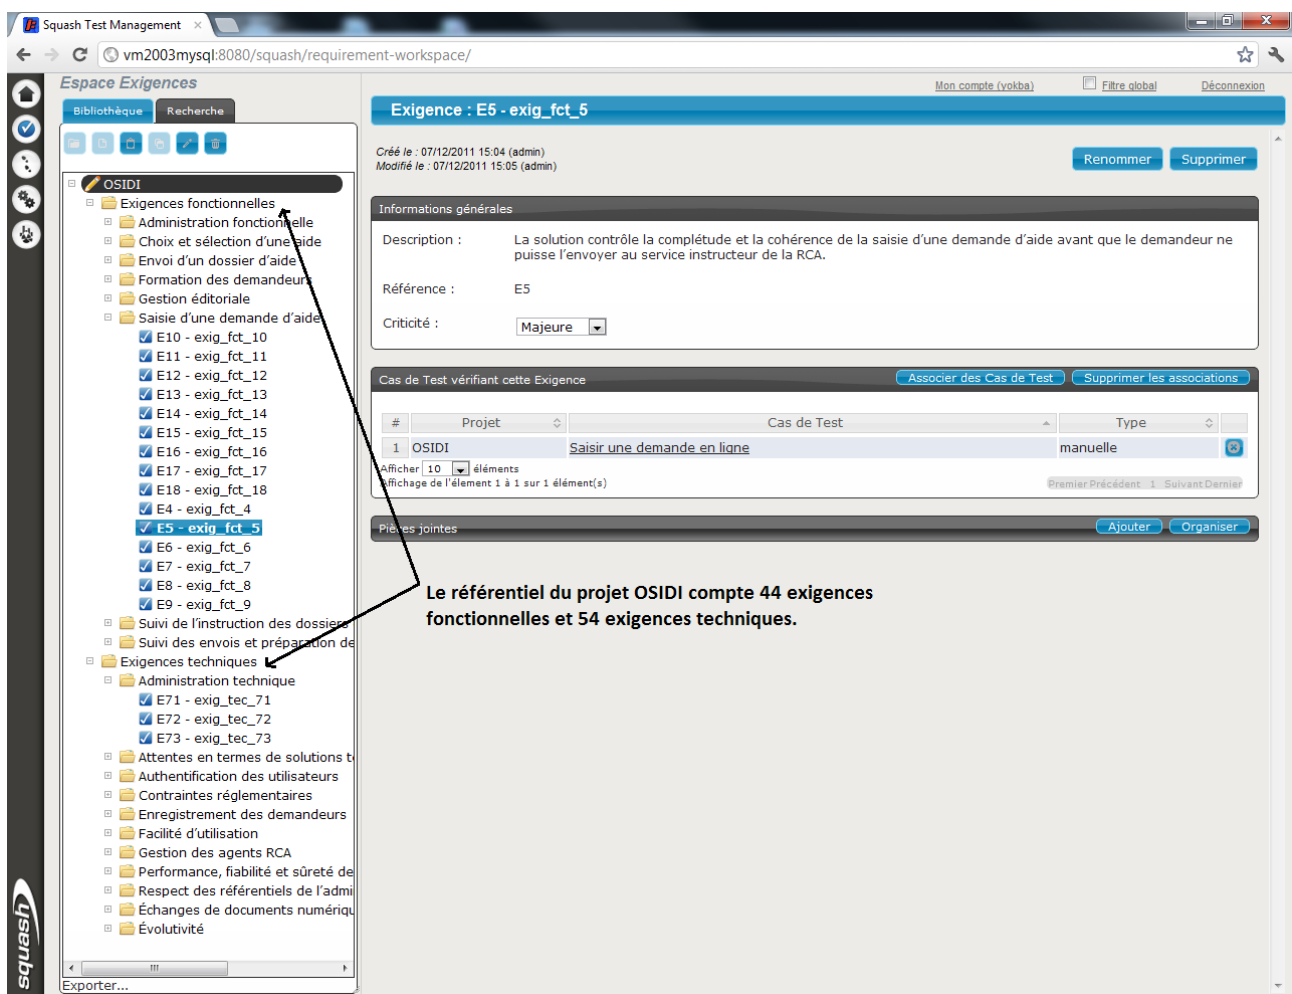 Squash Test Management
vm2003mysql:8080/squash/requirement-workspace/
Espace Exigences
Mon compte (yokba)
Filtre global
Déconnexion
Bibliothèque
Recherche
Exigence : E5 - exig_fct_5
Créé le : 07/12/2011 15:04 (admin)
Modifié le : 07/12/2011 15:05 (admin)
Renommer
Supprimer
OSIDI
Exigences fonctionnelles
Administration fonctionnelle
Choix et sélection d'une aide
Envoi d'un dossier d'aide
Formation des demandeurs
Gestion éditoriale
Saisie d'une demande d'aide
E10 - exig_fct_10
E11 - exig_fct_11
E12 - exig_fct_12
E13 - exig_fct_13
E14 - exig_fct_14
E15 - exig_fct_15
E16 - exig_fct_16
E17 - exig_fct_17
E18 - exig_fct_18
E4 - exig_fct_4
E5 - exig_fct_5
E6 - exig_fct_6
E7 - exig_fct_7
E8 - exig_fct_8
E9 - exig_fct_9
Suivi de l'instruction des dossiers
Suivi des envois et préparation de
Exigences techniques
Administration technique
E71 - exig_tec_71
E72 - exig_tec_72
E73 - exig_tec_73
Attentes en termes de solutions t
Authentification des utilisateurs
Contraintes réglementaires
Enregistrement des demandeurs
Facilité d'utilisation
Gestion des agents RCA
Performance, fiabilité et sûreté de
Respect des référentiels de l'admi
Échanges de documents numériqu
Évolutivité
Exporter...
squash
Informations générales
Description :
La solution contrôle la complétude et la cohérence de la saisie d'une demande d'aide avant que le demandeur ne
puisse l'envoyer au service instructeur de la RCA.
Référence :
E5
Criticité :
Majeure
Cas de Test vérifiant cette Exigence
Associer des Cas de Test
Supprimer les associations
# Projet Cas de Test Type
1 OSIDI Saisir une demande en ligne manuelle
Afficher 10 éléments
Affichage de l'élement 1 à 1 sur 1 élément(s)
Premier Précédent 1 Suivant Dernier
Pièces jointes
Ajouter
Organiser
Le référentiel du projet OSIDI compte 44 exigences
fonctionnelles et 54 exigences techniques.